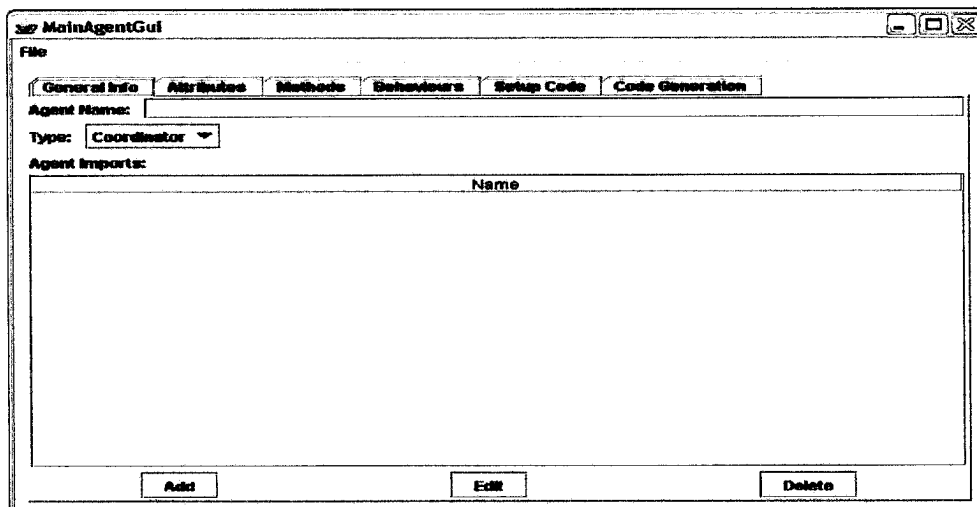 MainAgentGui
File
General Info Attributes Methods Behaviours Setup Code Code Generation
Agent Name:
Type: Coordinator
Agent Imports:
Name
Add Edit Delete